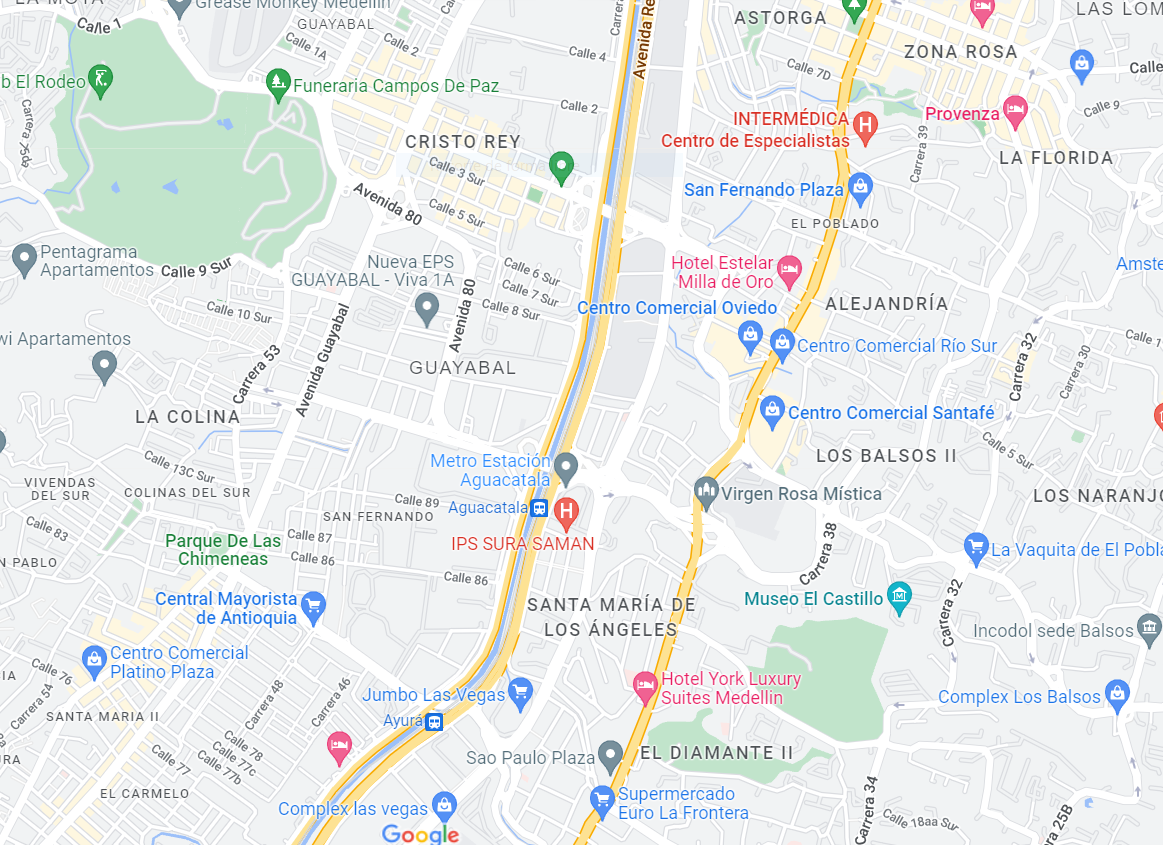 LA MOTA
Grease Monkey Medellín
GUAYABAL
Calle 1
Calle 1A
Calle 2
Calle 4
Carrera
Avenida Re
ASTORGA
LAS LOM
ZONA ROSA
Calle 7D
Calle
b El Rodeo
Funeraria Campos De Paz
Calle 2
Calle 9
Carrera 75b
INTERMÉDICA
Centro de Especialistas
Provenza
Carrera 39
CRISTO REY
LA FLORIDA
Calle 3 Sur
Avenida 80
Calle 5 Sur
San Fernando Plaza
EL POBLADO
Pentagrama
Apartamentos
Calle 9 Sur
Nueva EPS
GUAYABAL - Viva 1A
Calle 6 Sur
Calle 7 Sur
Calle 8 Sur
Hotel Estelar
Milla de Oro
Amste
Calle 10 Sur
Avenida 80
Centro Comercial Oviedo
ALEJANDRÍA
wi Apartamentos
Carrera 53
Avenida Guayabal
GUAYABAL
Centro Comercial Río Sur
Calle 1
Carrera 32
Carrera 30
LA COLINA
Centro Comercial Santafé
Calle 13C Sur
Metro Estación
Aguacatala
LOS BALSOS II
Calle 5 Sur
VIVIENDAS
DEL SUR
COLINAS DEL SUR
Calle 89
Aguacatala
Virgen Rosa Mística
LOS NARANJO
SAN FERNANDO
Calle 83
Calle 87
IPS SURA SAMAN
Parque De Las
Chimeneas
Calle 86
Calle 86
Carrera 38
La Vaquita de El Pobla
N PABLO
Central Mayorista
de Antioquia
SANTA MARÍA DE
LOS ÁNGELES
Museo El Castillo
Carrera 32
Incodol sede Balsos
Centro Comercial
Platino Plaza
Calle 76
IA
Carrera 54
Carrera 48
Carrera 46
Jumbo Las Vegas
Hotel York Luxury
Suites Medellin
Complex Los Balsos
SANTA MARIA II
Ayurá
Calle 78
Calle 77c
Calle 77b
Calle 77
URA
Sao Paulo Plaza
EL DIAMANTE II
EL CARMELO
Complex las vegas
Supermercado
Euro La Frontera
Carrera 34
Calle 18aa Sur
25B
Google